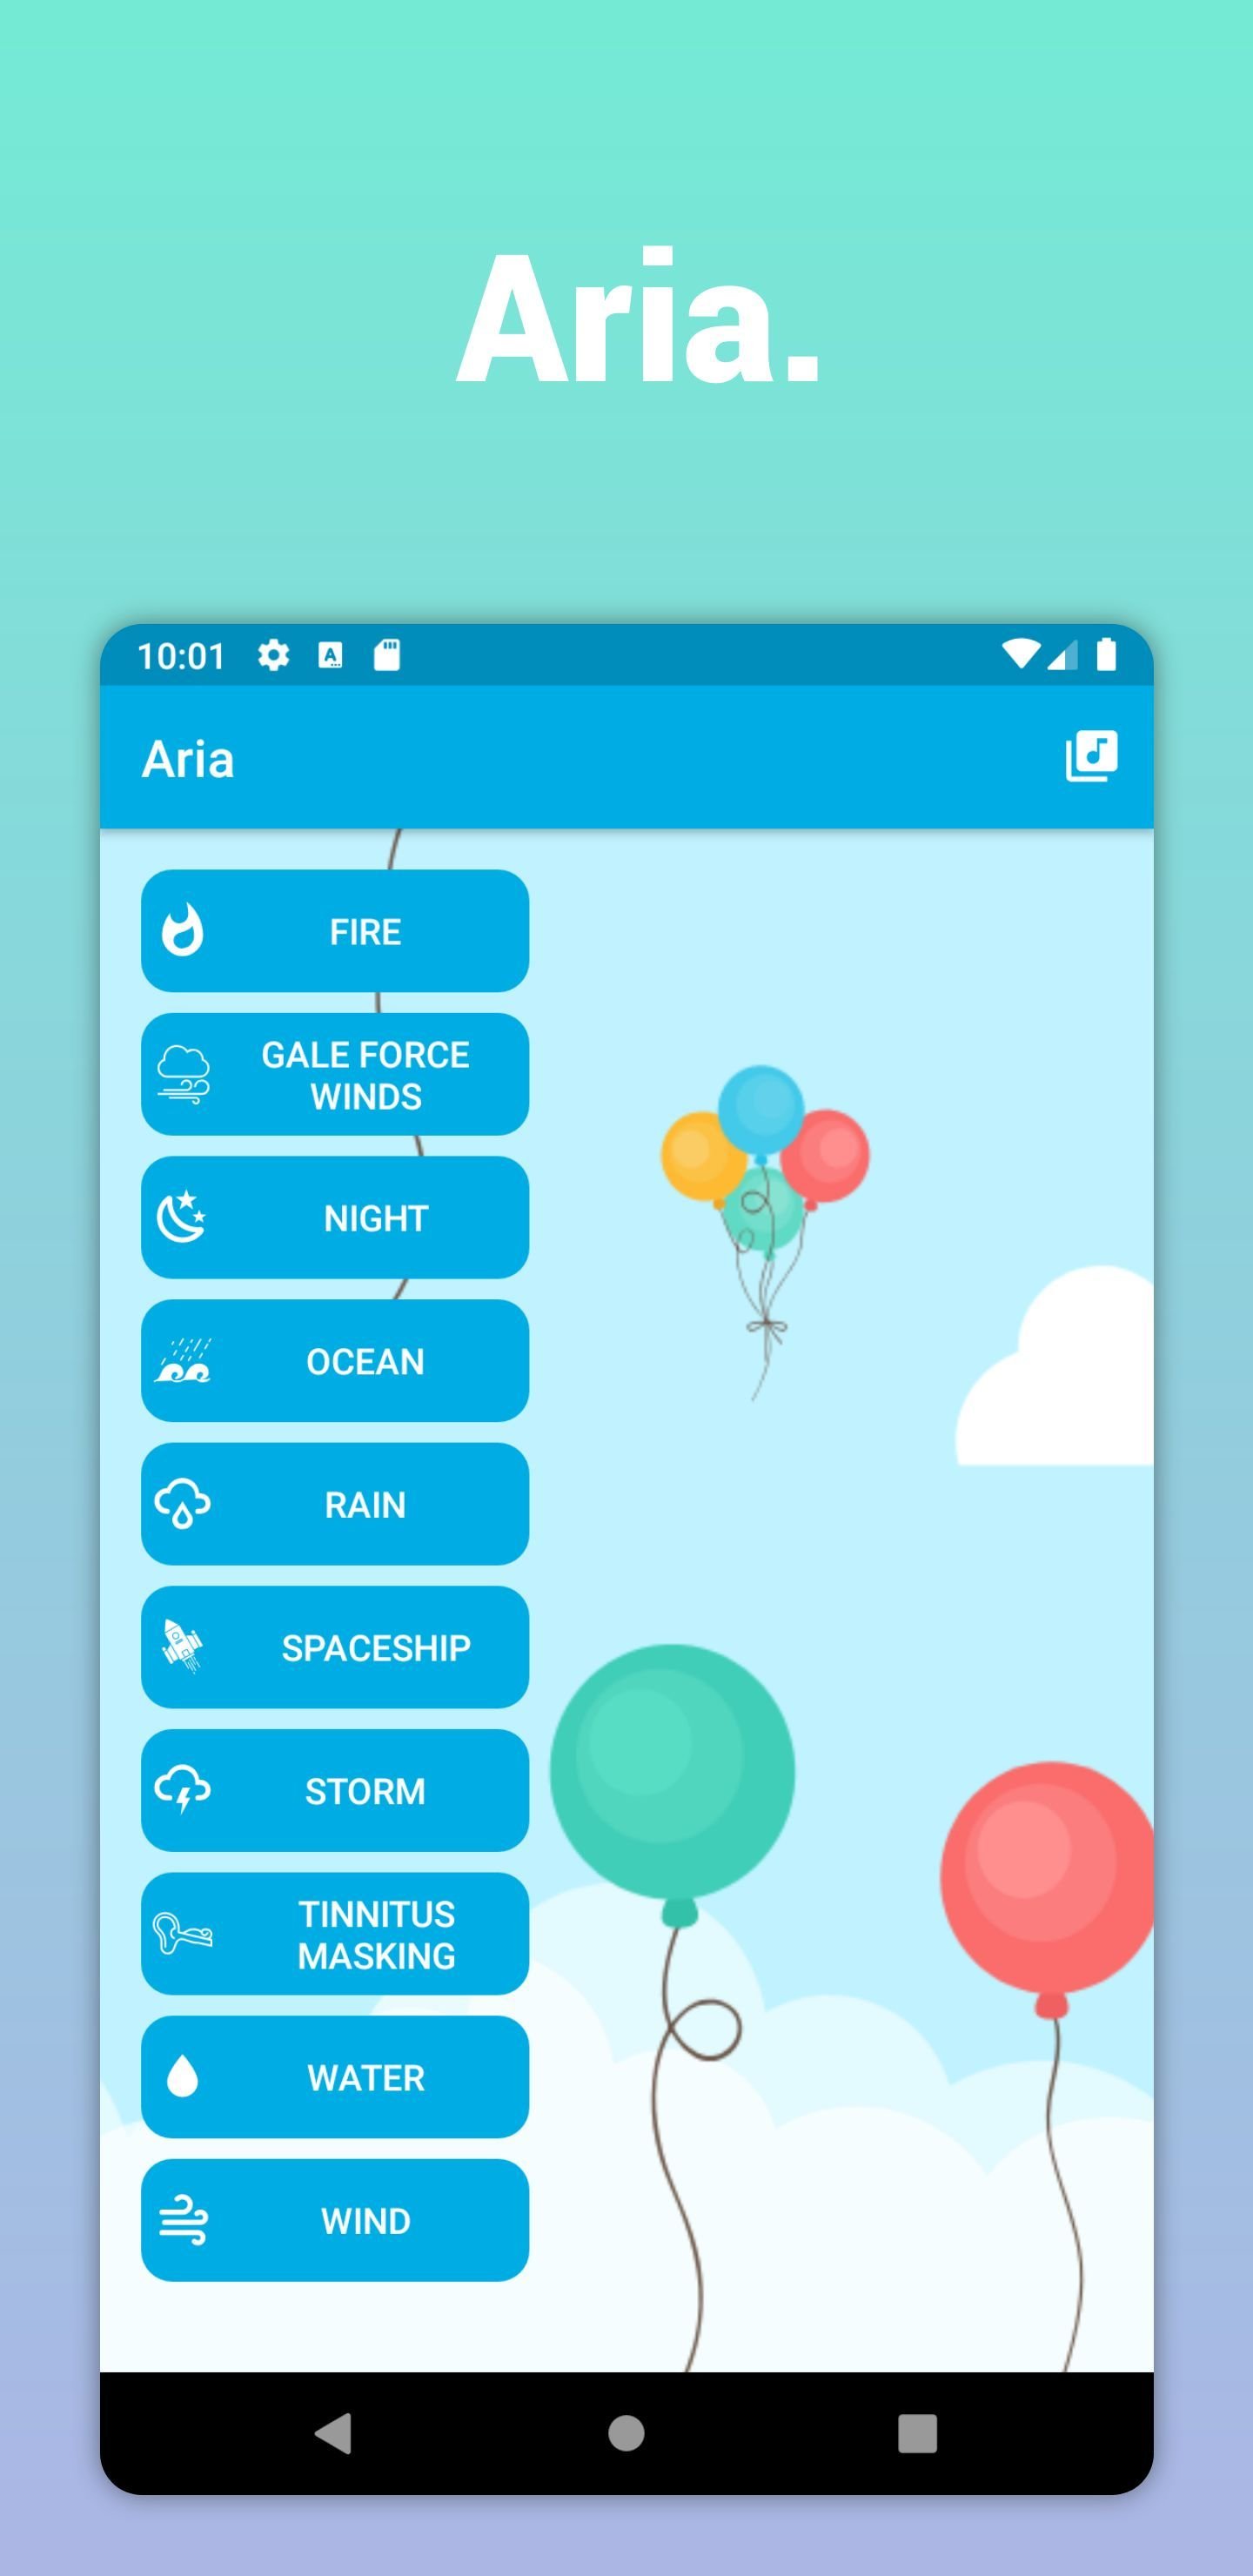 Aria.
10:01
Aria
FIRE
GALE FORCE
WINDS
NIGHT
OCEAN
RAIN
SPACESHIP
STORM
TINNITUS
MASKING
WATER
WIND